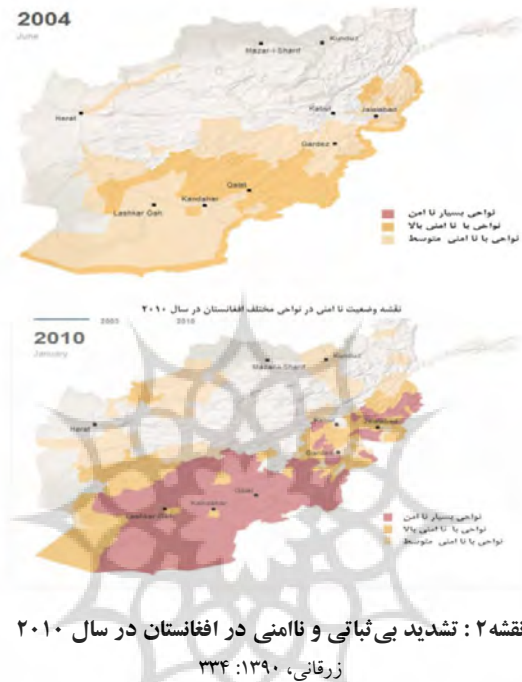 2004
June
Kunduz
Mazar-i-Sharif
Kabul
Jalalabad
Herat
Gardez
Qalat
Kandahar
Lashkar Gah
نواحی بسیار نا امن
نواحی با نا امنی بالا
نواحی با نا امنی متوسط
نقشه وضعیت نا امنی در نواحی مختلف افغانستان در سال ۲۰۱۰
2003 2010
2010
January
Kunduz
Mazar-i-Sharif
Herat
Jalalabad
Gardez
Qalat
Kandahar
Lashkar Gah
نواحی بسیار نا امن
نواحی با نا امنی بالا
نواحی با نا امنی متوسط
نقشه۲ : تشدید بی‌ثباتی و ناامنی در افغانستان در سال ۲۰۱۰
زرقانی، ۱۳۹۰: ۳۳۴